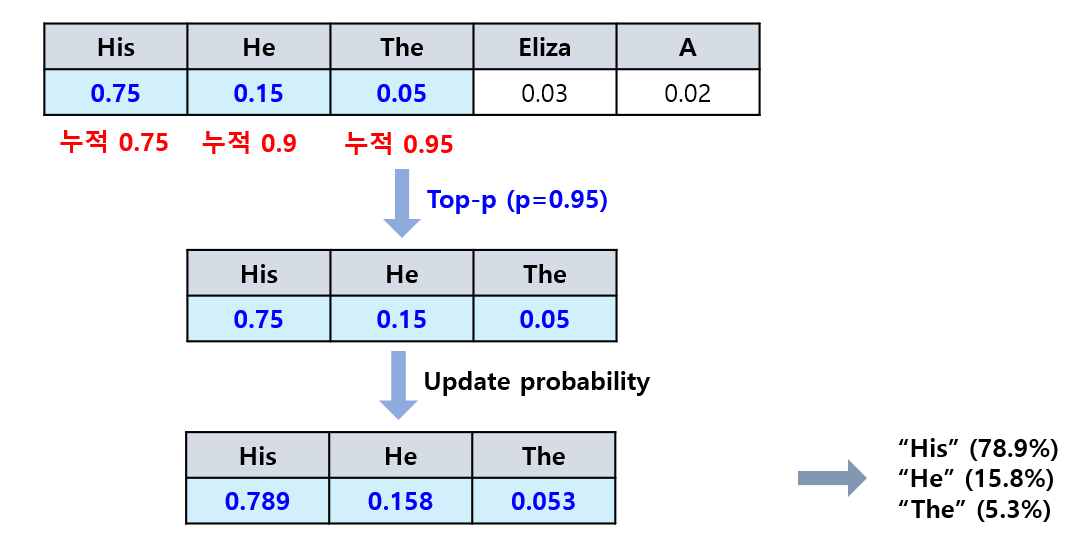 His He The Eliza A
0.75 0.15 0.05 0.03 0.02
누적 0.75 누적 0.9 누적 0.95
Top-p (p=0.95)
His He The
0.75 0.15 0.05
Update probability
His He The
0.789 0.158 0.053
“His” (78.9%)
“He” (15.8%)
“The” (5.3%)